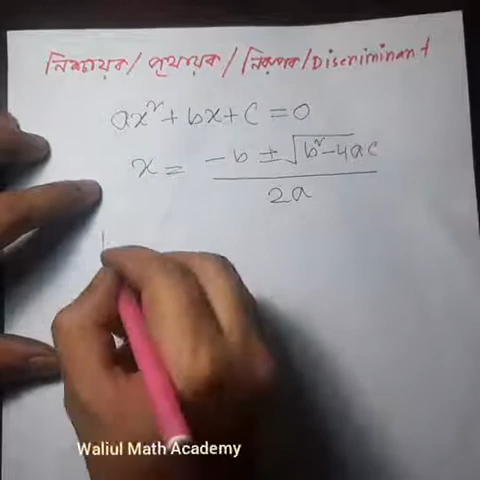 নিশ্চায়ক/ পৃথায়ক/ নিরূপক/Discriminant
ax²+bx+c=0
x = -b ± √b²-4ac
2a
Waliul Math Academy